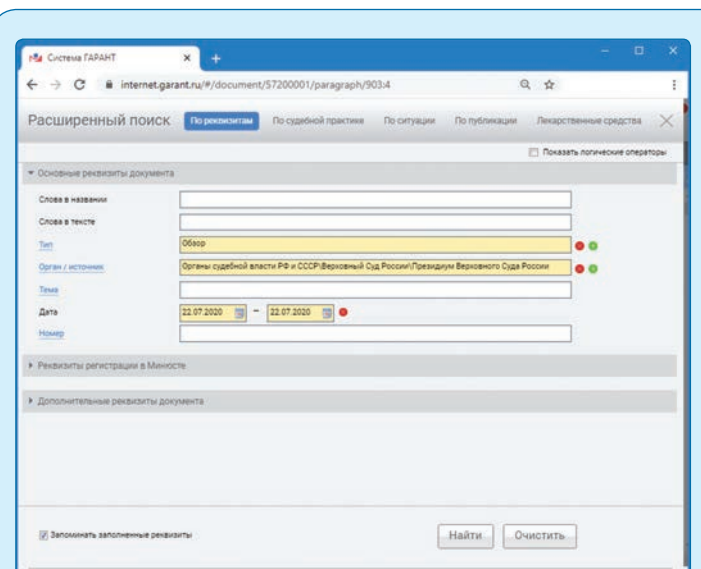 Система ГАРАНТ
internet.garant.ru/#/document/57200001/paragraph/903:4
Расширенный поиск По реквизитам По судебной практике По ситуации По публикации Лекарственные средства
Показать логические операторы
Основные реквизиты документа
Слова в названии
Слова в тексте
Тип Обзор
Орган / источник Органы судебной власти РФ и СССР\Верховный Суд России\Президиум Верховного Суда России
Тема
Дата 22.07.2020 – 22.07.2020
Номер
Реквизиты регистрации в Минюсте
Дополнительные реквизиты документа
Запоминать заполненные реквизиты Найти Очистить